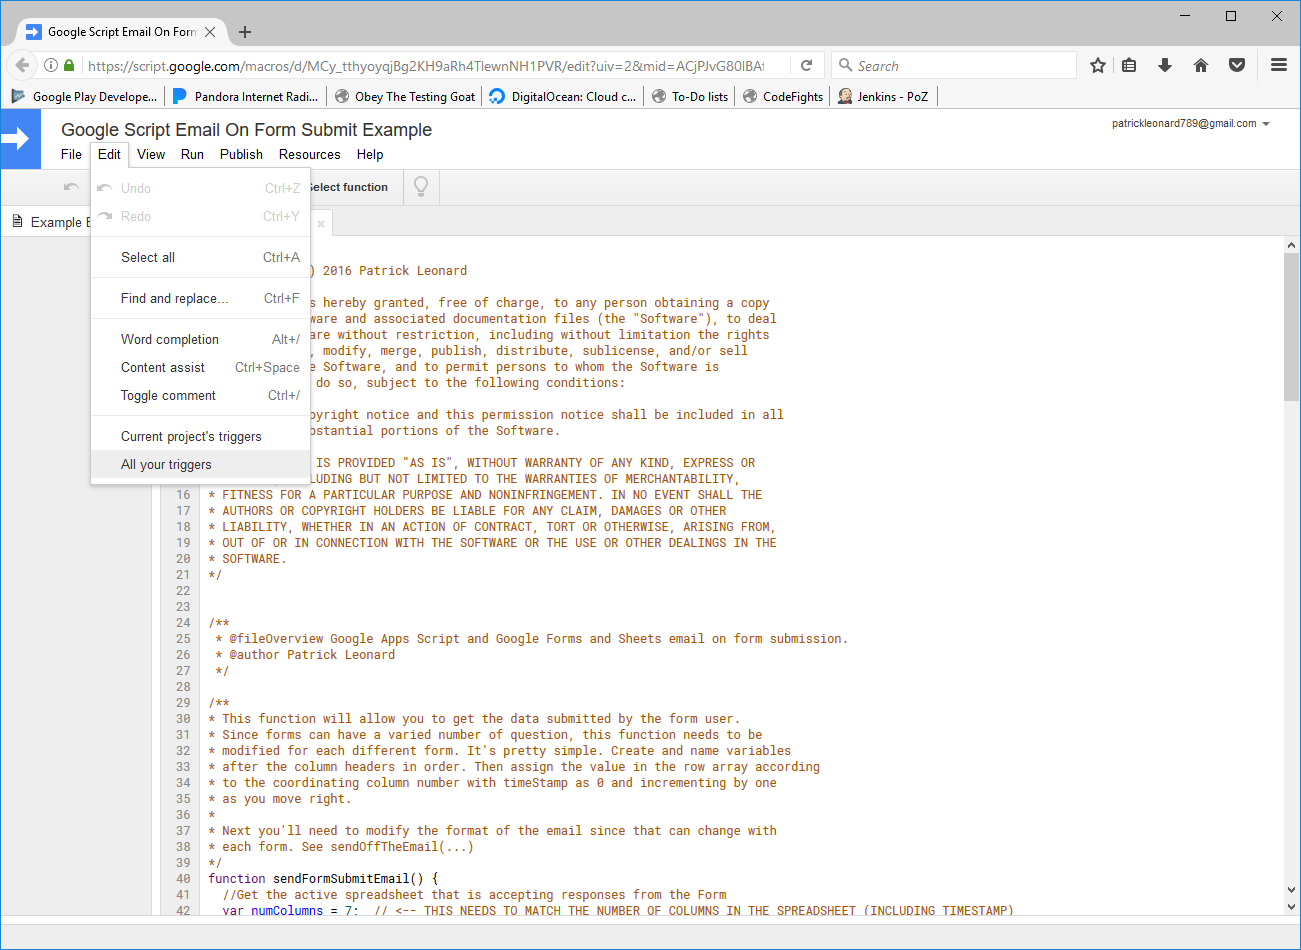 Google Script Email On Form
https://script.google.com/macros/d/MCy_tthyoyqjBg2KH9aRh4TlewnNH1PVR/edit?uiv=2&mid=ACjPJvG80IBA
Search
Google Play Develope...
Pandora Internet Radi...
Obey The Testing Goat
DigitalOcean: Cloud c...
To-Do lists
CodeFights
Jenkins - PoZ
Google Script Email On Form Submit Example
patrickleonard789@gmail.com
File Edit View Run Publish Resources Help
Select function
Example
Undo Ctrl+Z
Redo Ctrl+Y
Select all Ctrl+A
Find and replace... Ctrl+F
Word completion Alt+/
Content assist Ctrl+Space
Toggle comment Ctrl+/
Current project's triggers
All your triggers
) 2016 Patrick Leonard
s hereby granted, free of charge, to any person obtaining a copy
ware and associated documentation files (the "Software"), to deal
are without restriction, including without limitation the rights
, modify, merge, publish, distribute, sublicense, and/or sell
e Software, and to permit persons to whom the Software is
do so, subject to the following conditions:
pyright notice and this permission notice shall be included in all
bstantial portions of the Software.
IS PROVIDED "AS IS", WITHOUT WARRANTY OF ANY KIND, EXPRESS OR
LUDING BUT NOT LIMITED TO THE WARRANTIES OF MERCHANTABILITY,
16 * FITNESS FOR A PARTICULAR PURPOSE AND NONINFRINGEMENT. IN NO EVENT SHALL THE
17 * AUTHORS OR COPYRIGHT HOLDERS BE LIABLE FOR ANY CLAIM, DAMAGES OR OTHER
18 * LIABILITY, WHETHER IN AN ACTION OF CONTRACT, TORT OR OTHERWISE, ARISING FROM,
19 * OUT OF OR IN CONNECTION WITH THE SOFTWARE OR THE USE OR OTHER DEALINGS IN THE
20 * SOFTWARE.
21 */
22
23
24 /**
25 * @fileOverview Google Apps Script and Google Forms and Sheets email on form submission.
26 * @author Patrick Leonard
27 */
28
29 /**
30 * This function will allow you to get the data submitted by the form user.
31 * Since forms can have a varied number of question, this function needs to be
32 * modified for each different form. It's pretty simple. Create and name variables
33 * after the column headers in order. Then assign the value in the row array according
34 * to the coordinating column number with timeStamp as 0 and incrementing by one
35 * as you move right.
36 *
37 * Next you'll need to modify the format of the email since that can change with
38 * each form. See sendOffTheEmail(...)
39 */
40 function sendFormSubmitEmail() {
41 //Get the active spreadsheet that is accepting responses from the Form
42 var numColumns = 7; // <-- THIS NEEDS TO MATCH THE NUMBER OF COLUMNS IN THE SPREADSHEET (INCLUDING TIMESTAMP)